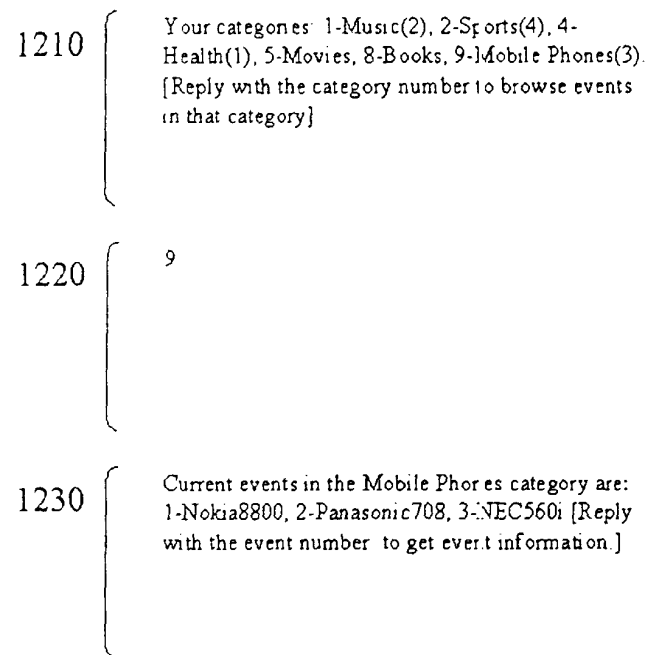 1210
Your categories: 1-Music(2), 2-Sports(4), 4-
Health(1), 5-Movies, 8-Books, 9-Mobile Phones(3).
[Reply with the category number to browse events
in that category]
1220
9
1230
Current events in the Mobile Phones category are:
1-Nokia8800, 2-Panasonic708, 3-NEC560i [Reply
with the event number to get event information.]